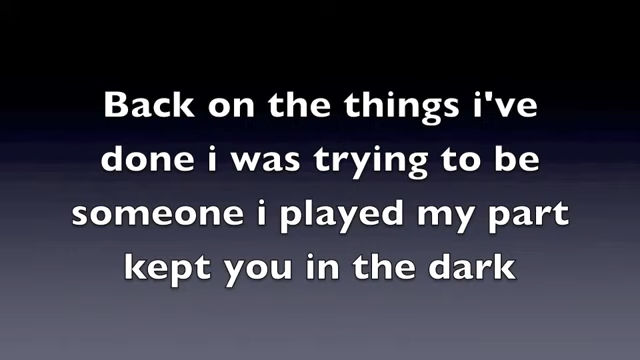 Back on the things i've
done i was trying to be
someone i played my part
kept you in the dark